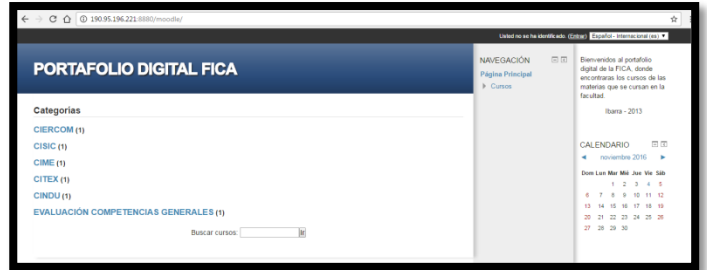 190.95.196.221:8880/moodle/
Usted no se ha identificado. (Entrar) Español - Internacional (es)
PORTAFOLIO DIGITAL FICA
Categorías
CIERCOM (1)
CISIC (1)
CIME (1)
CITEX (1)
CINDU (1)
EVALUACIÓN COMPETENCIAS GENERALES (1)
Buscar cursos:
NAVEGACIÓN
Página Principal
Cursos
Bienvenidos al portafolio
digital de la FICA, donde
encontraras los cursos de las
materias que se cursan en la
facultad.
Ibarra - 2013
CALENDARIO
noviembre 2016
Dom Lun Mar Mié Jue Vie Sáb
1 2 3 4 5
6 7 8 9 10 11 12
13 14 15 16 17 18 19
20 21 22 23 24 25 26
27 28 29 30